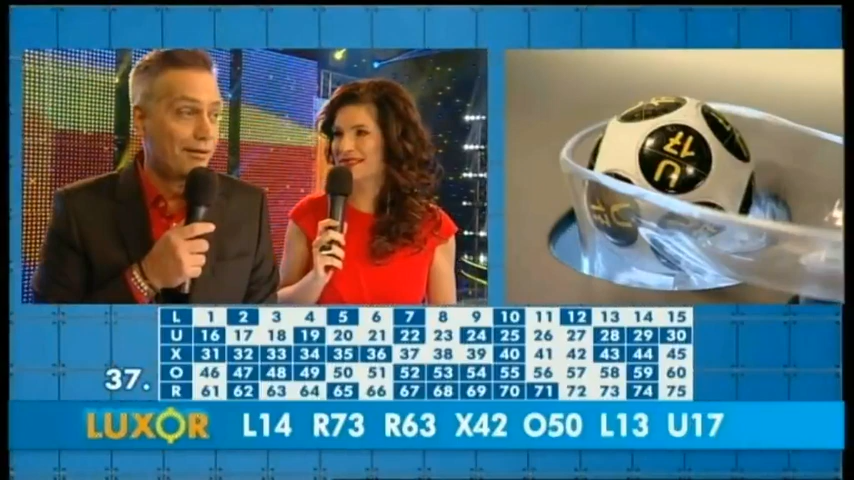 U 17
L 1 2 3 4 5 6 7 8 9 10 11 12 13 14 15
U 16 17 18 19 20 21 22 23 24 25 26 27 28 29 30
X 31 32 33 34 35 36 37 38 39 40 41 42 43 44 45
37. O 46 47 48 49 50 51 52 53 54 55 56 57 58 59 60
R 61 62 63 64 65 66 67 68 69 70 71 72 73 74 75
LUXOR L14 R73 R63 X42 O50 L13 U17